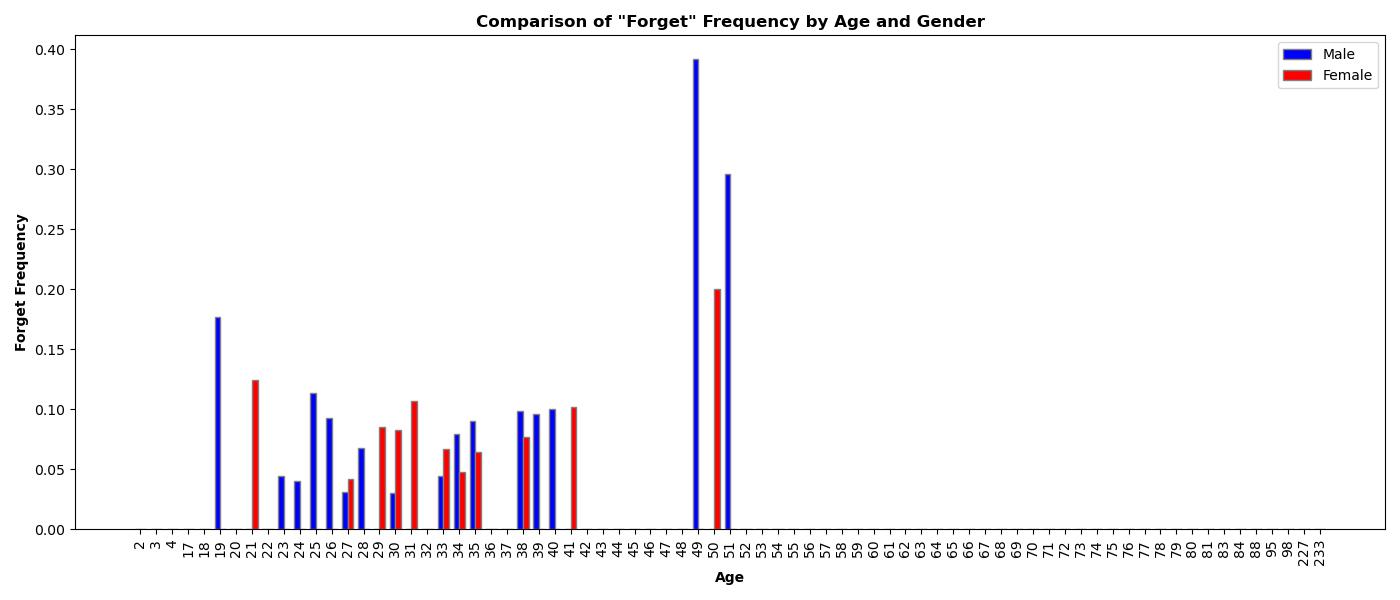 Comparison of "Forget" Frequency by Age and Gender
Male
Female
Forget Frequency
0.40
0.35
0.30
0.25
0.20
0.15
0.10
0.05
0.00
2 3 4 17 18 19 20 21 22 23 24 25 26 27 28 29 30 31 32 33 34 35 36 37 38 39 40 41 42 43 44 45 46 47 48 49 50 51 52 53 54 55 56 57 58 59 60 61 62 63 64 65 66 67 68 69 70 71 72 73 74 75 76 77 78 79 80 81 83 84 88 95 98 227 233
Age